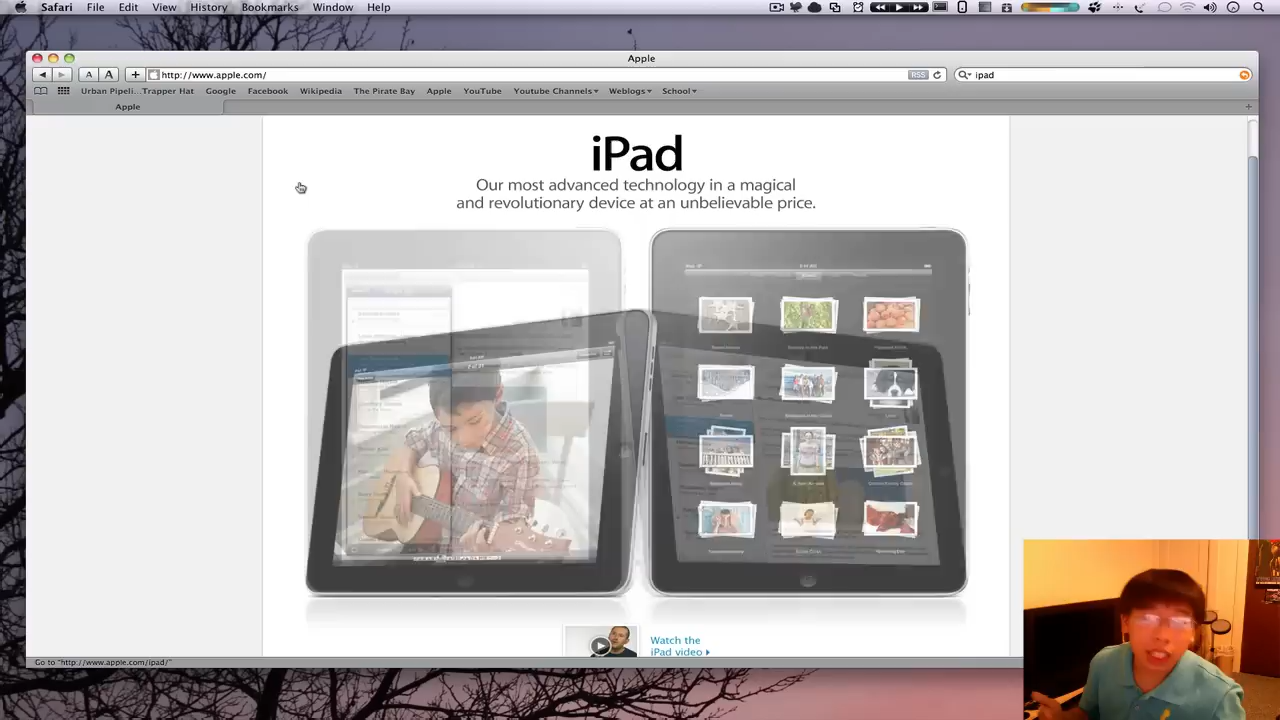 Safari File Edit View History Bookmarks Window Help
Apple
A A + http://www.apple.com/ RSS ipad
Urban Pipeli...Trapper Hat Google Facebook Wikipedia The Pirate Bay Apple YouTube Youtube Channels Weblogs School
Apple
iPad
Our most advanced technology in a magical
and revolutionary device at an unbelievable price.
Watch the
iPad video
Go to "http://www.apple.com/ipad/"